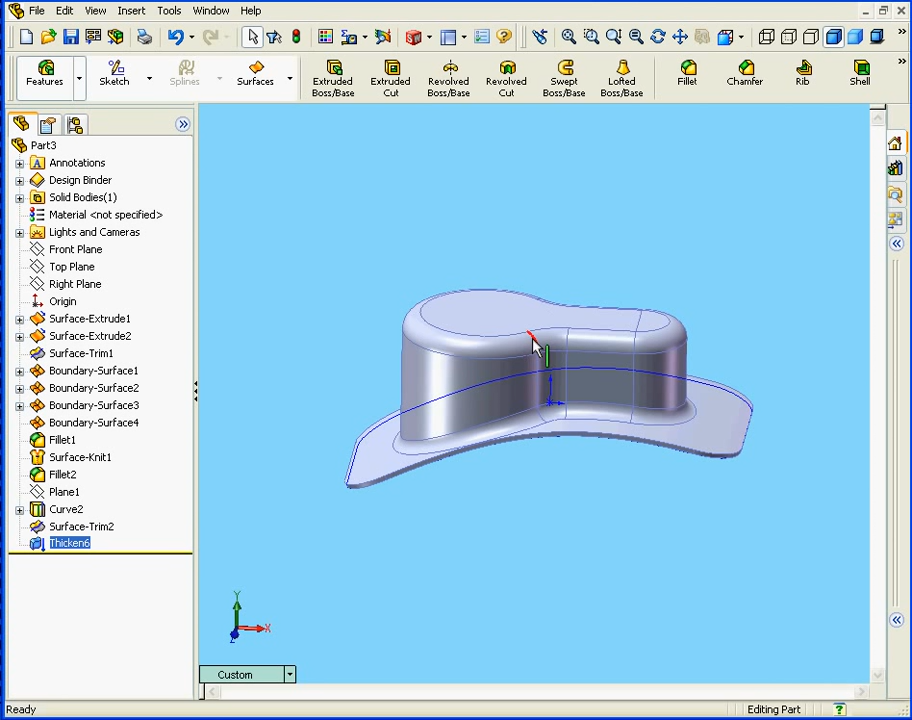 File Edit View Insert Tools Window Help
Features Sketch Splines Surfaces Extruded Boss/Base Extruded Cut Revolved Boss/Base Revolved Cut Swept Boss/Base Lofted Boss/Base Fillet Chamfer Rib Shell
Part3
Annotations
Design Binder
Solid Bodies(1)
Material <not specified>
Lights and Cameras
Front Plane
Top Plane
Right Plane
Origin
Surface-Extrude1
Surface-Extrude2
Surface-Trim1
Boundary-Surface1
Boundary-Surface2
Boundary-Surface3
Boundary-Surface4
Fillet1
Surface-Knit1
Fillet2
Plane1
Curve2
Surface-Trim2
Thicken6
Y
X
Z
Custom
Ready Editing Part